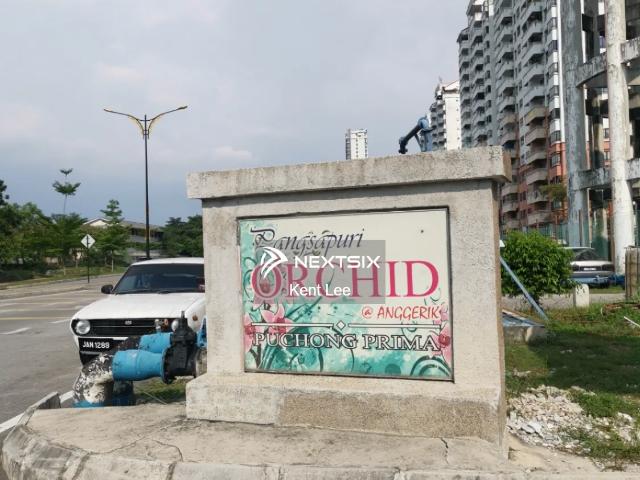 Pangsapuri
ORCHID
@ ANGGERIK
PUCHONG PRIMA
NEXTSIX
Kent Lee
JAN 1289